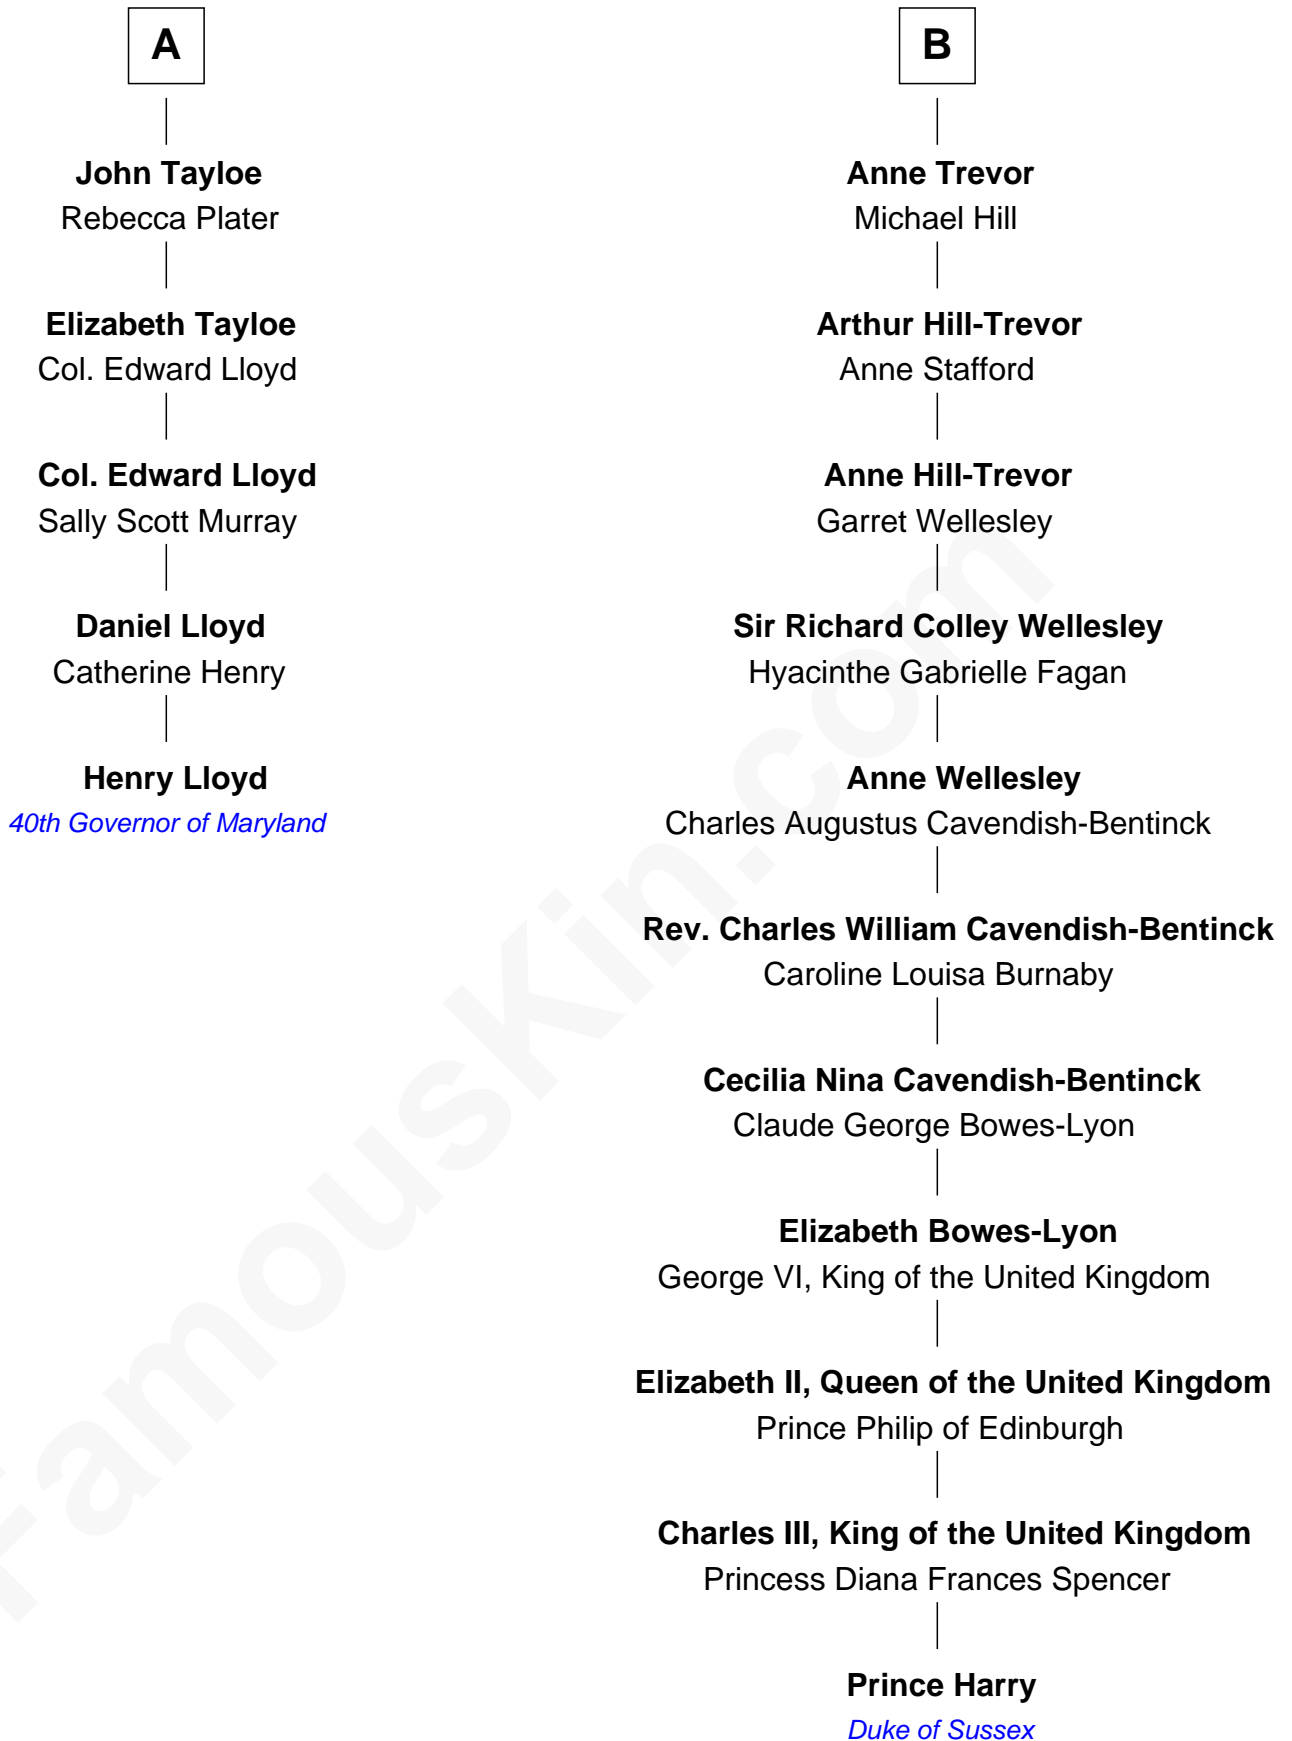 A
John Tayloe
Rebecca Plater
Elizabeth Tayloe
Col. Edward Lloyd
Col. Edward Lloyd
Sally Scott Murray
Daniel Lloyd
Catherine Henry
Henry Lloyd
40th Governor of Maryland
B
Anne Trevor
Michael Hill
Arthur Hill-Trevor
Anne Stafford
Anne Hill-Trevor
Garret Wellesley
Sir Richard Colley Wellesley
Hyacinthe Gabrielle Fagan
Anne Wellesley
Charles Augustus Cavendish-Bentinck
Rev. Charles William Cavendish-Bentinck
Caroline Louisa Burnaby
Cecilia Nina Cavendish-Bentinck
Claude George Bowes-Lyon
Elizabeth Bowes-Lyon
George VI, King of the United Kingdom
Elizabeth II, Queen of the United Kingdom
Prince Philip of Edinburgh
Charles III, King of the United Kingdom
Princess Diana Frances Spencer
Prince Harry
Duke of Sussex
FamousKin.com